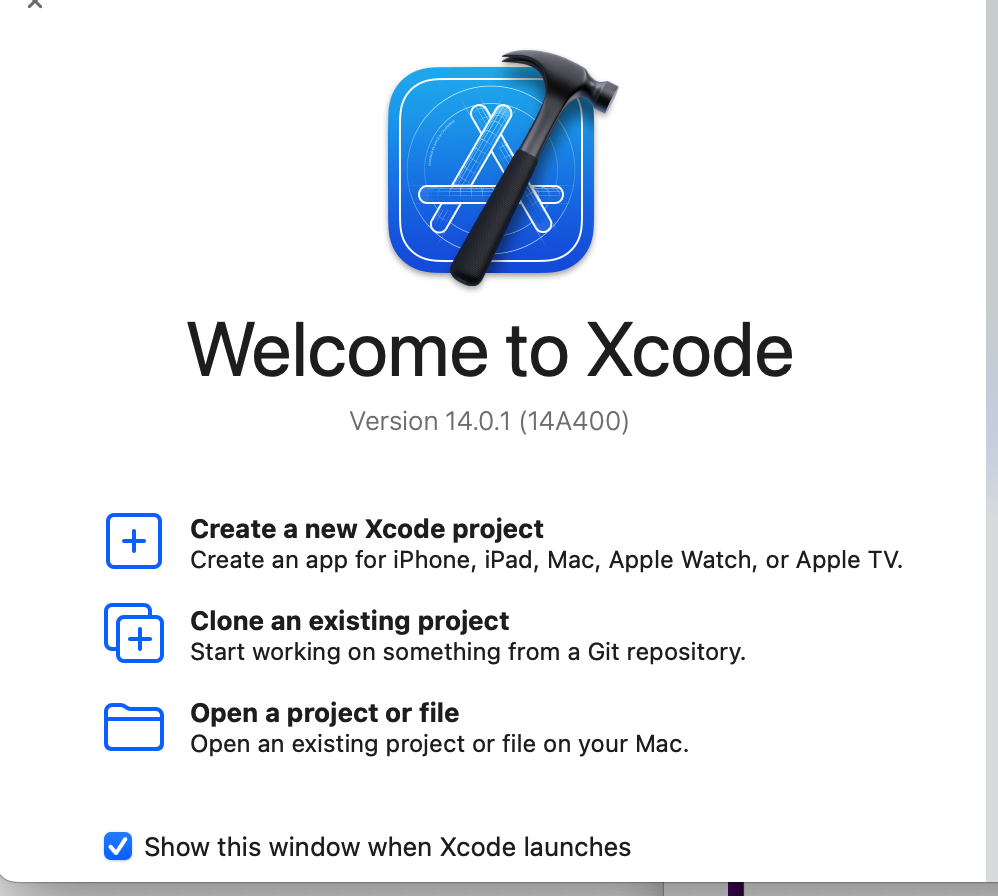 Welcome to Xcode
Version 14.0.1 (14A400)
Create a new Xcode project
Create an app for iPhone, iPad, Mac, Apple Watch, or Apple TV.
Clone an existing project
Start working on something from a Git repository.
Open a project or file
Open an existing project or file on your Mac.
Show this window when Xcode launches